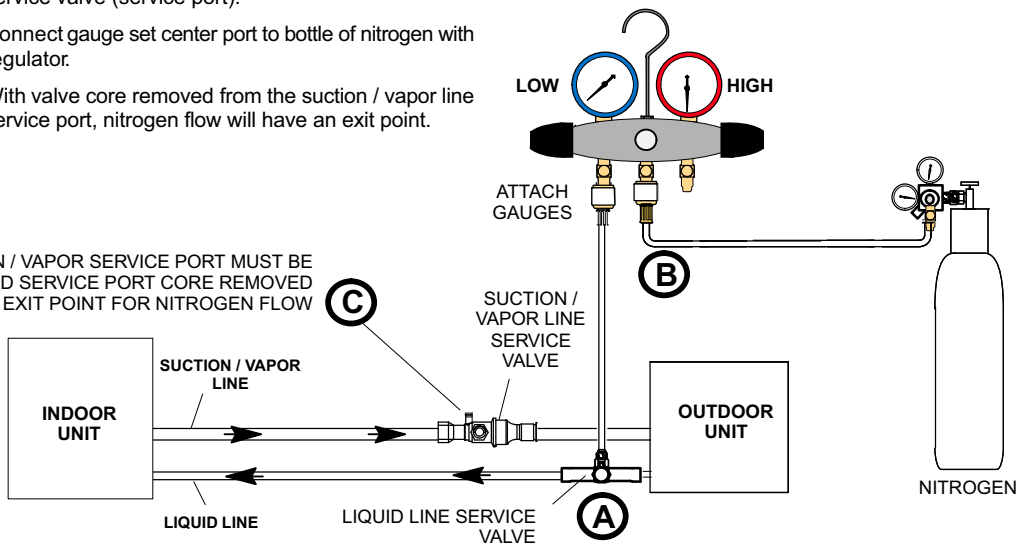 ervice valve (service port).
onnect gauge set center port to bottle of nitrogen with
egulator.
ith valve core removed from the suction / vapor line
ervice port, nitrogen flow will have an exit point.
LOW
HIGH
ATTACH
GAUGES
B
N / VAPOR SERVICE PORT MUST BE
D SERVICE PORT CORE REMOVED
EXIT POINT FOR NITROGEN FLOW
C
SUCTION /
VAPOR LINE
SERVICE
VALVE
SUCTION / VAPOR
LINE
INDOOR
UNIT
OUTDOOR
UNIT
NITROGEN
LIQUID LINE
LIQUID LINE SERVICE
VALVE
A